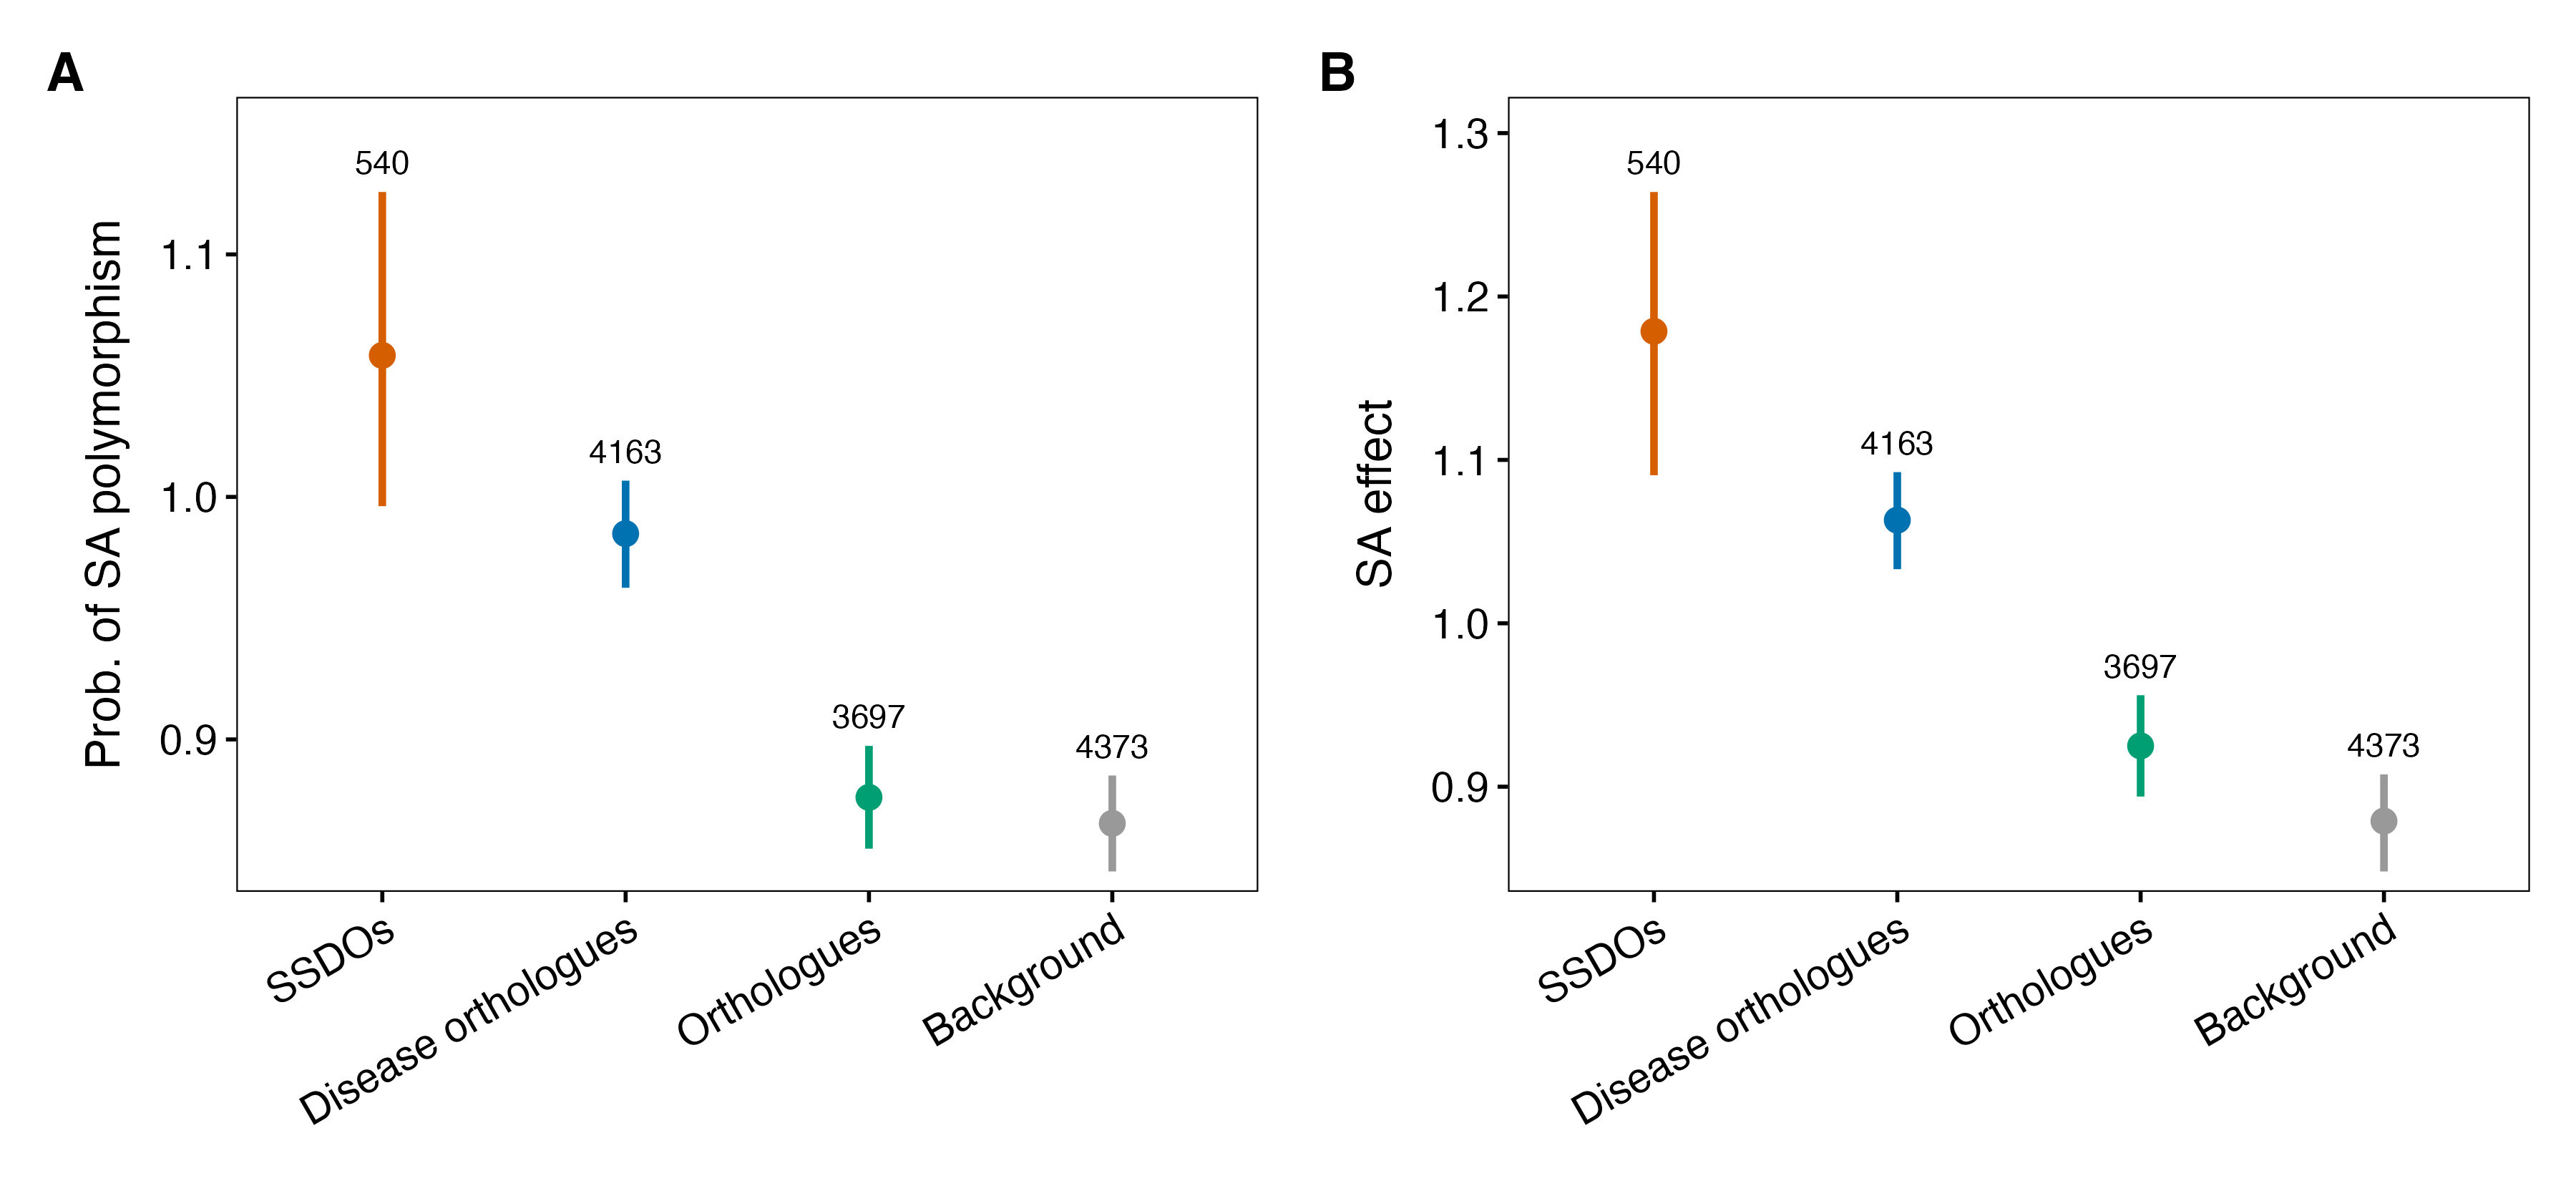 A
Prob. of SA polymorphism
1.1
1.0
0.9
540
4163
3697
4373
SSDOs
Disease orthologues
Orthologues
Background
B
SA effect
1.3
1.2
1.1
1.0
0.9
540
4163
3697
4373
SSDOs
Disease orthologues
Orthologues
Background